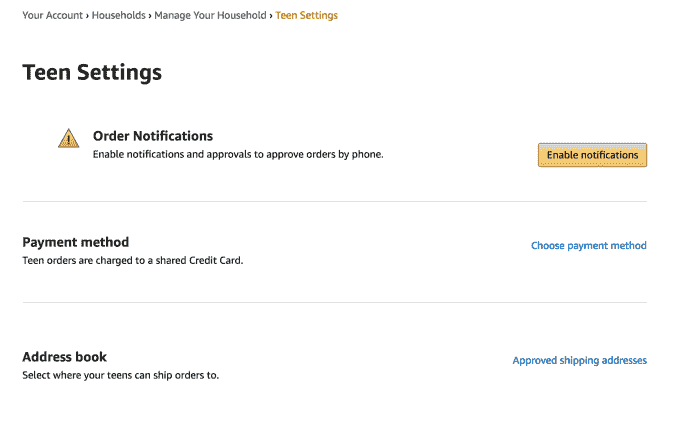 Your Account › Households › Manage Your Household › Teen Settings
Teen Settings
Order Notifications
Enable notifications and approvals to approve orders by phone.
Enable notifications
Payment method
Choose payment method
Teen orders are charged to a shared Credit Card.
Address book
Approved shipping addresses
Select where your teens can ship orders to.